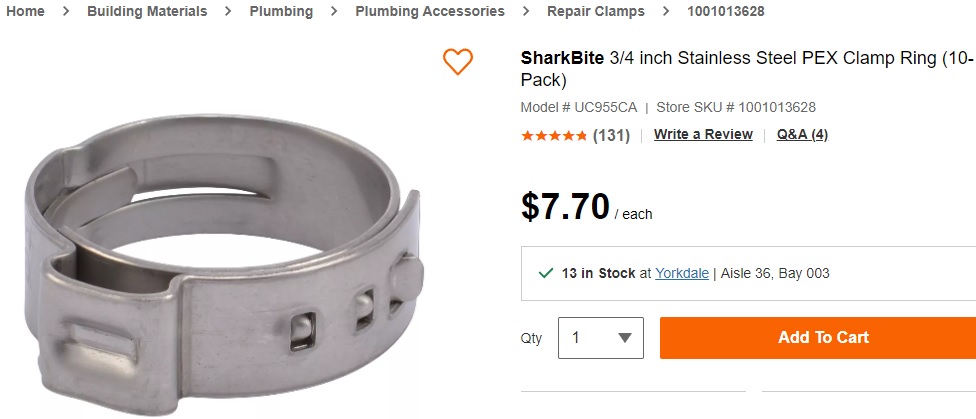 Home > Building Materials > Plumbing > Plumbing Accessories > Repair Clamps > 1001013628
SharkBite 3/4 inch Stainless Steel PEX Clamp Ring (10-
Pack)
Model # UC955CA | Store SKU # 1001013628
(131) | Write a Review | Q&A (4)
$7.70 / each
13 in Stock at Yorkdale | Aisle 36, Bay 003
Qty 1 Add To Cart